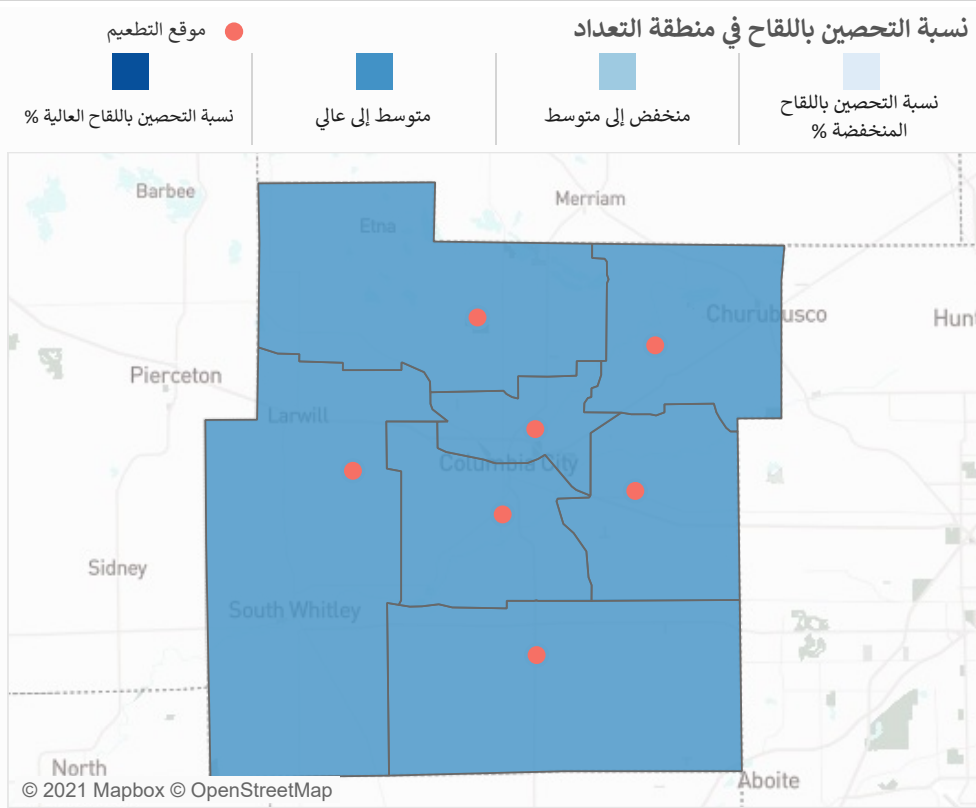 نسبة التحصين باللقاح في منطقة التعداد
موقع التطعيم
نسبة التحصين باللقاح
المنخفضة %
منخفض إلى متوسط
متوسط إلى عالي
نسبة التحصين باللقاح العالية %
Barbee
Merriam
Etna
Churubusco
Hunt
Pierceton
Larwill
Columbia City
Sidney
South Whitley
North
Aboite
© 2021 Mapbox © OpenStreetMap